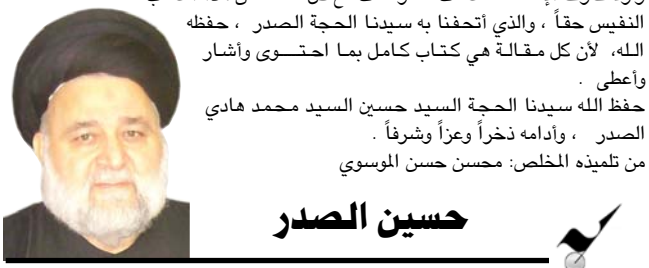 النفيس حقاً ، والذي أتحفنا به سيدنا الحجة الصدر ، حفظه
الله، لأن كل مقالة هي كتاب كامل بما احتوى وأشار
وأعطى .
حفظ الله سيدنا الحجة السيد حسين السيد محمد هادي
الصدر ، وأدامه ذخراً وعزاً وشرفاً .
من تلميذه المخلص: محسن حسن الموسوي
حسين الصدر